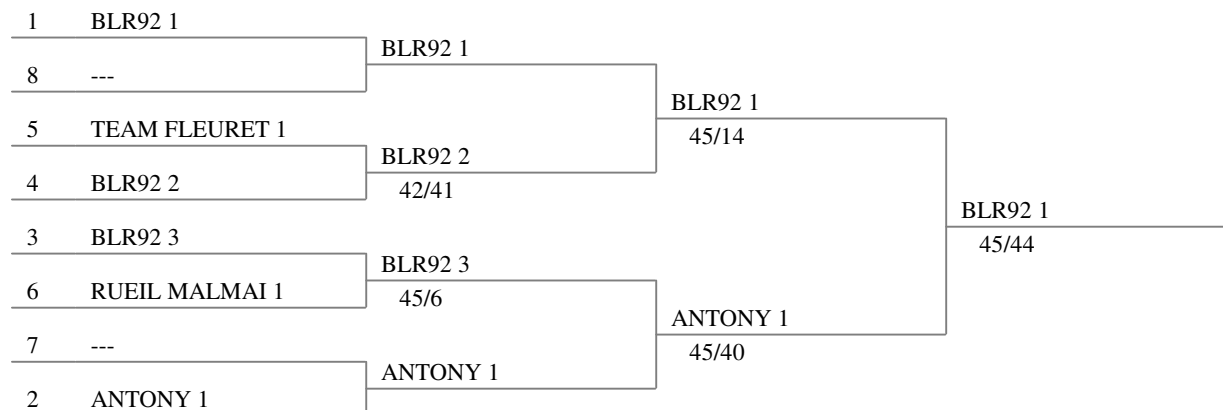 1 BLR92 1
BLR92 1
8 ---
BLR92 1
45/14
5 TEAM FLEURET 1
BLR92 2
42/41
4 BLR92 2
BLR92 1
45/44
3 BLR92 3
BLR92 3
45/6
6 RUEIL MALMAI 1
ANTONY 1
45/40
7 ---
ANTONY 1
2 ANTONY 1